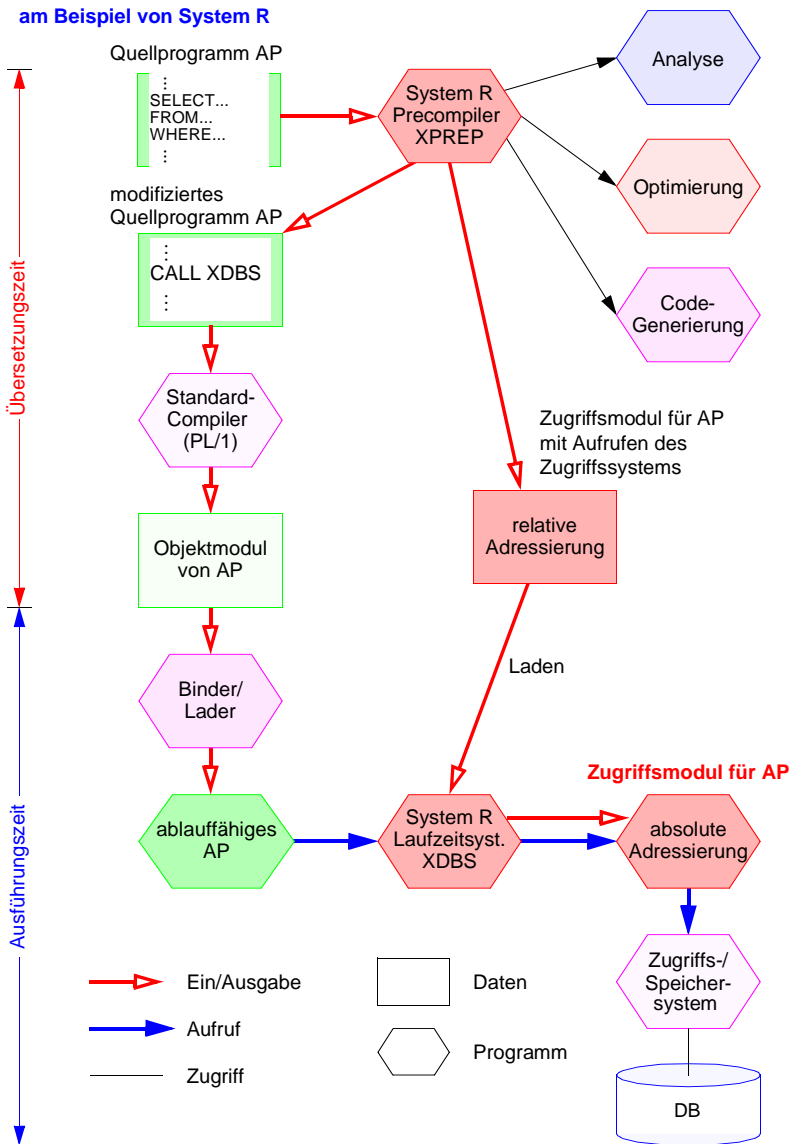 am Beispiel von System R
Quellprogramm AP
⋮
SELECT...
FROM...
WHERE...
⋮
System R
Precompiler
XPREP
Analyse
Optimierung
Code-
Generierung
modifiziertes
Quellprogramm AP
⋮
CALL XDBS
⋮
Übersetzungszeit
Standard-
Compiler
(PL/1)
Zugriffsmodul für AP
mit Aufrufen des
Zugriffssystems
Objektmodul
von AP
relative
Adressierung
Laden
Binder/
Lader
Zugriffsmodul für AP
ablauffähiges
AP
System R
Laufzeitsyst.
XDBS
absolute
Adressierung
Ausführungszeit
Zugriffs-/
Speicher-
system
DB
Ein/Ausgabe
Daten
Aufruf
Programm
Zugriff